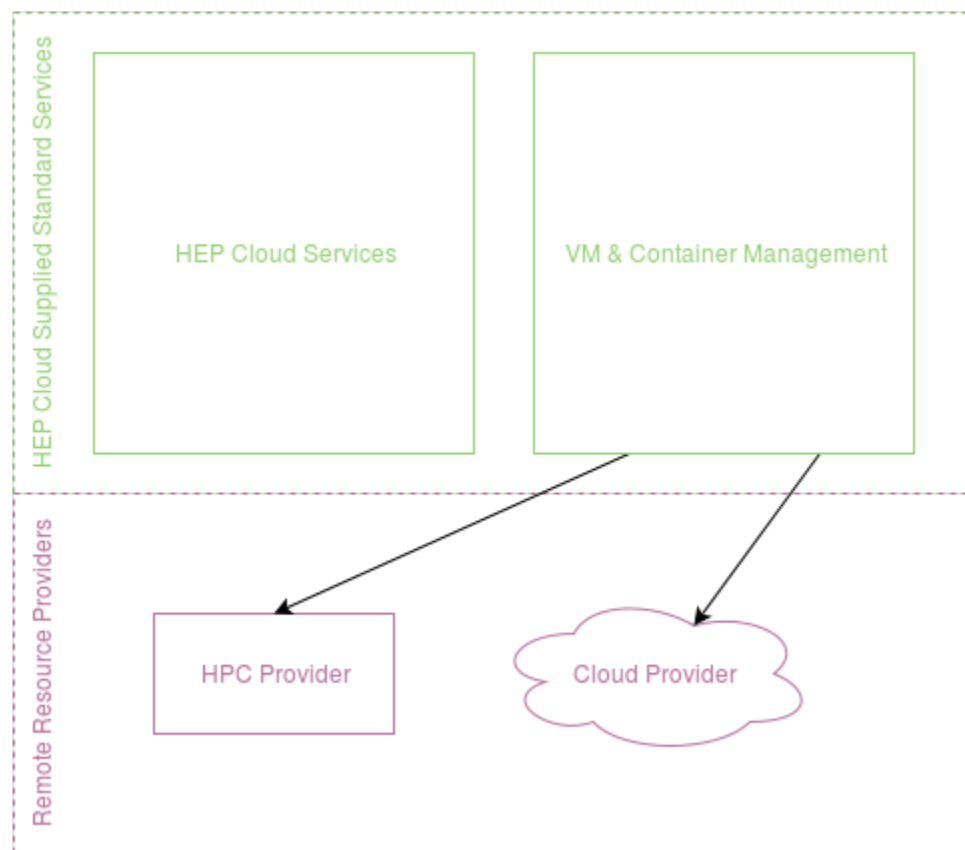 HEP Cloud Supplied Standard Services
HEP Cloud Services
VM & Container Management
Remote Resource Providers
HPC Provider
Cloud Provider